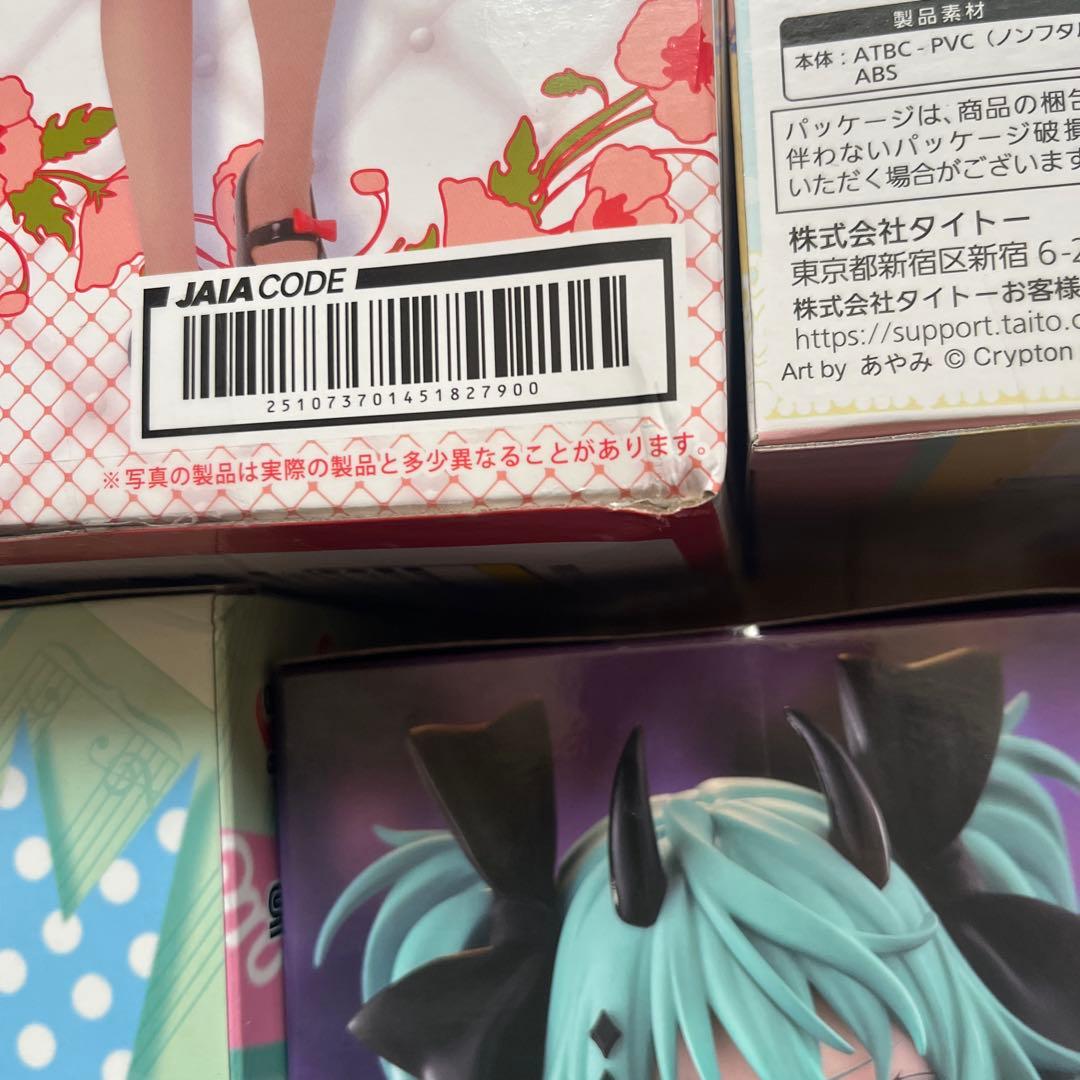 JAIA CODE
251073701451827900
※写真の製品は実際の製品と多少異なることがあります。
製品素材
本体：ATBC-PVC（ノンフタル
ABS
パッケージは、商品の梱包
伴わないパッケージ破損
いただく場合がございます
株式会社タイトー
東京都新宿区新宿6-2
株式会社タイトーお客様
https://support.taito.c
Art by あやみ © Crypton